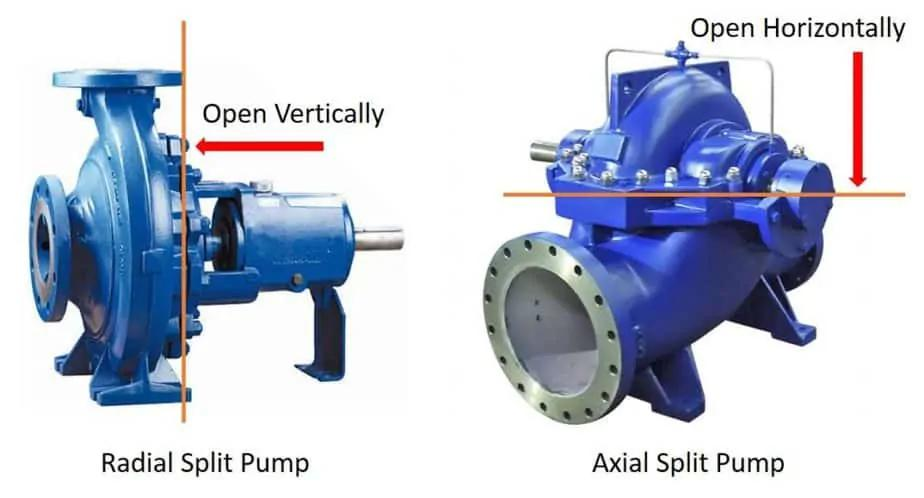 Open Horizontally
Open Vertically
Radial Split Pump
Axial Split Pump